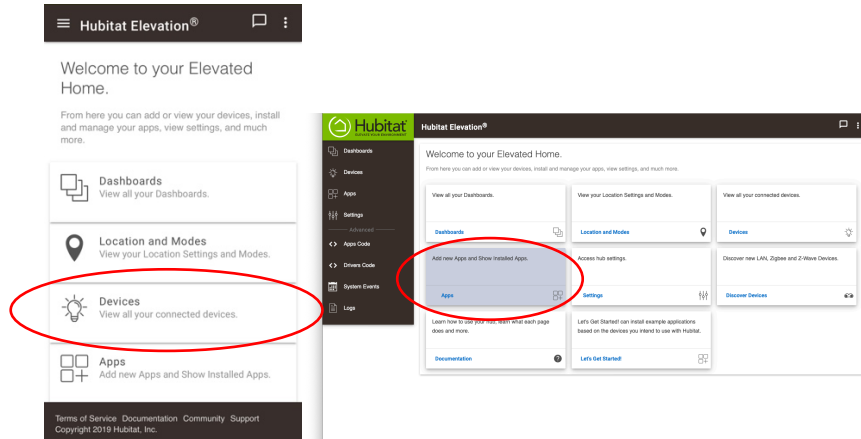 Hubitat Elevation®
Welcome to your Elevated
Home.
From here you can add or view your devices, install
and manage your apps, view settings, and much
more.
Dashboards
View all your Dashboards.
Location and Modes
View your Location Settings and Modes.
Devices
View all your connected devices.
Apps
Add new Apps and Show Installed Apps.
Terms of Service Documentation Community Support
Copyright 2019 Hubitat, Inc.
Hubitat
ELEVATE YOUR ENVIRONMENT
Dashboards
Devices
Apps
Settings
Advanced
Apps Code
Drivers Code
System Events
Logs
Hubitat Elevation®
Welcome to your Elevated Home.
From here you can add or view your devices, install and manage your apps, view settings, and much more.
View all your Dashboards.
Dashboards
View your Location Settings and Modes.
Location and Modes
View all your connected devices.
Devices
Add new Apps and Show Installed Apps.
Apps
Access hub settings.
Settings
Discover new LAN, Zigbee and Z-Wave Devices.
Discover Devices
Learn how to use your hub, learn what each page
does and more.
Documentation
Let's Get Started! can install example applications
based on the devices you intend to use with Hubitat.
Let's Get Started!